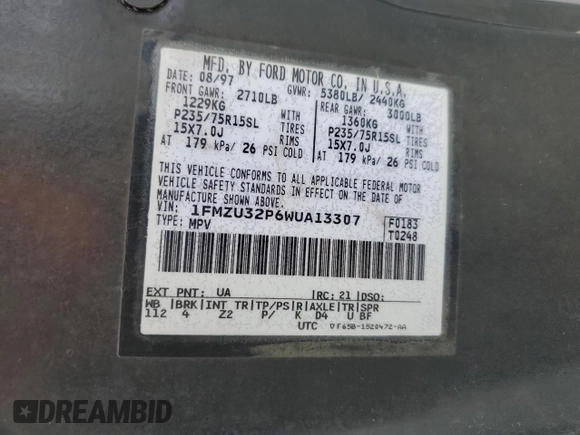 MFD. BY FORD MOTOR CO. IN U.S.A.
DATE: 08/97 GVWR: 5380LB/ 2440KG
FRONT GAWR: 2710LB REAR GAWR: 3000LB
1229KG WITH 1360KG WITH
P235/75R15SL TIRES P235/75R15SL TIRES
15X7.0J RIMS 15X7.0J RIMS
AT 179 kPa/ 26 PSI COLD AT 179 kPa/ 26 PSI COLD
THIS VEHICLE CONFORMS TO ALL APPLICABLE FEDERAL MOTOR
VEHICLE SAFETY STANDARDS IN EFFECT ON THE DATE OF
MANUFACTURE SHOWN ABOVE.
VIN: 1FMZU32P6WUA13307 F0183
TYPE: MPV T0248
EXT PNT: UA RC: 21 DSO:
WB BRK INT TR TP/PS R AXLE TR SPR
112 4 Z2 P/ K D4 U BF
UTC F65B-1520472-AA
DREAMBID